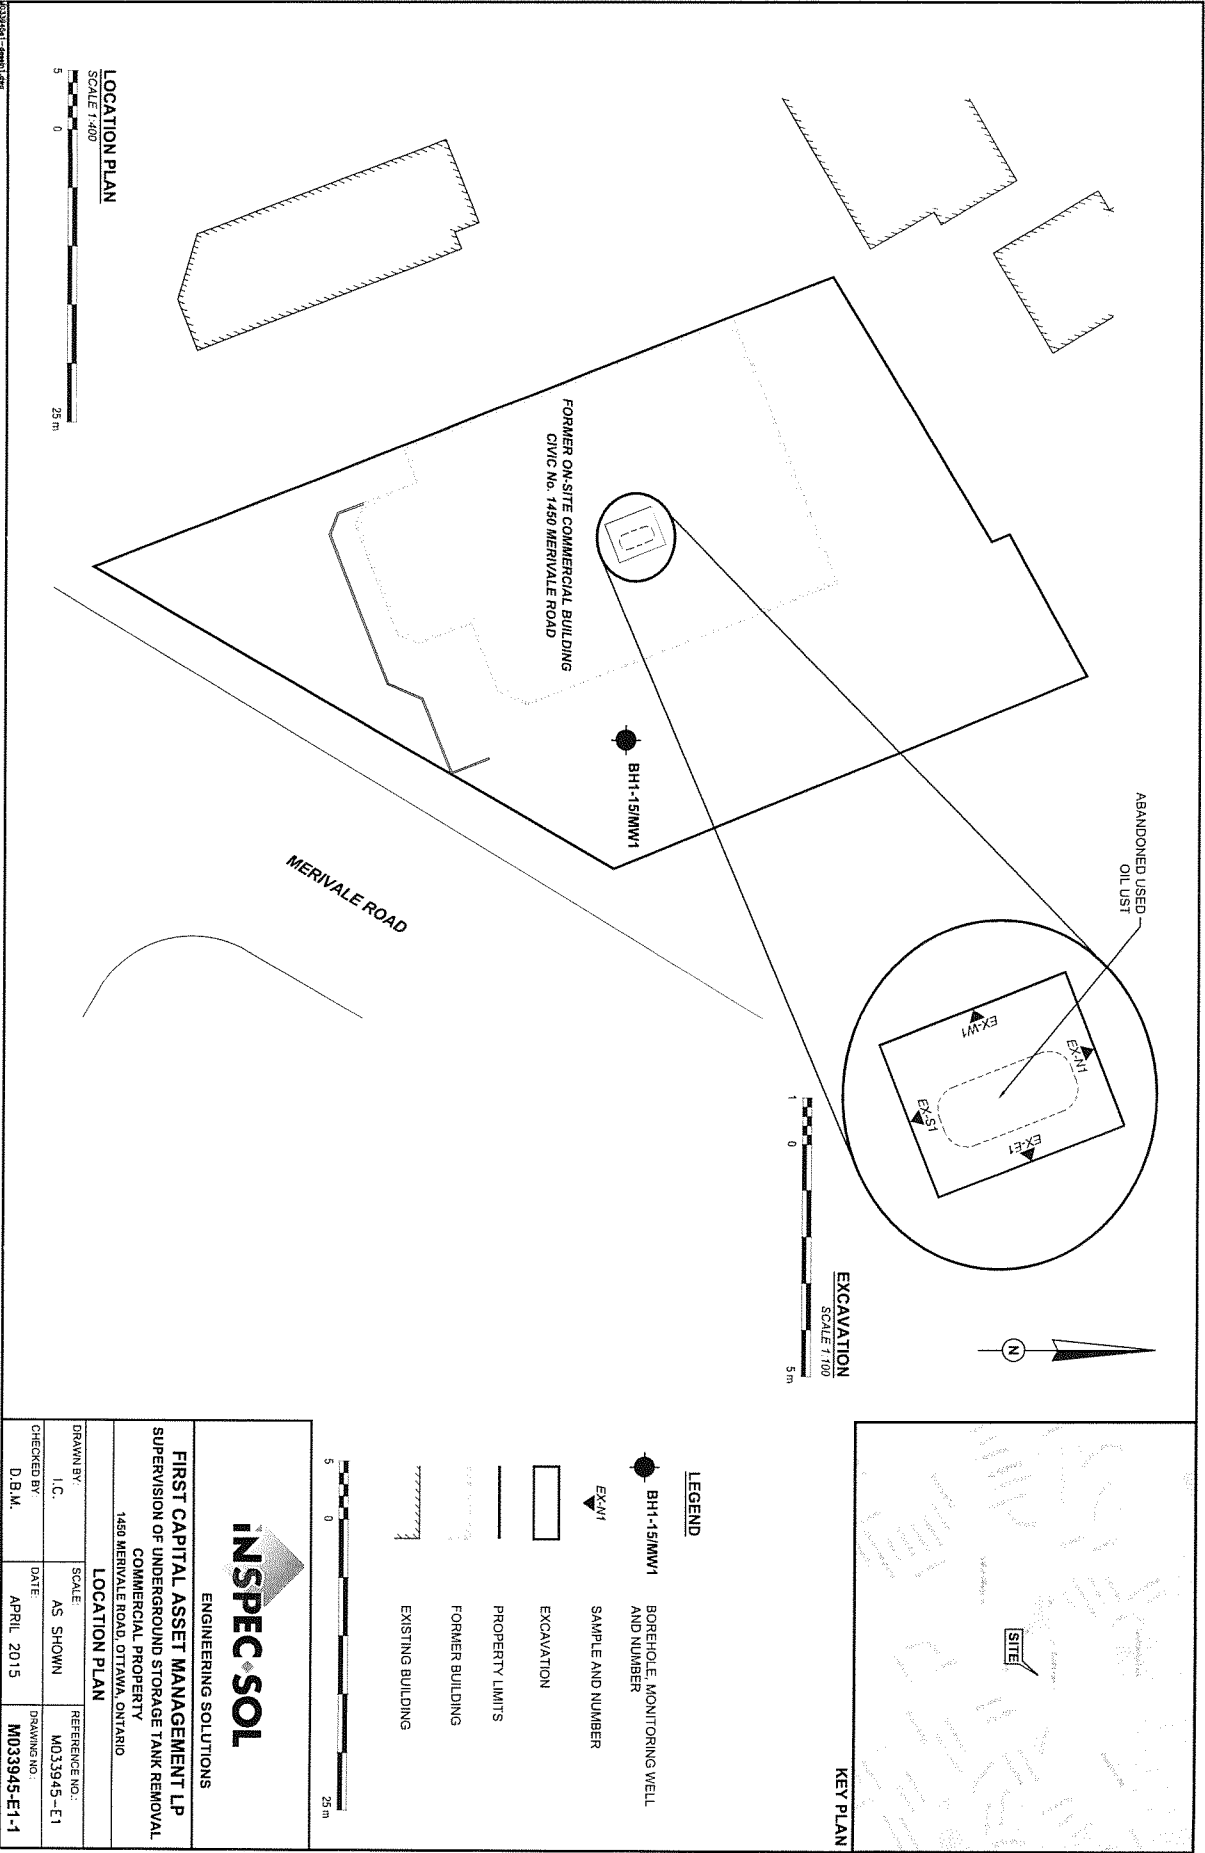 LOCATION PLAN
SCALE 1:400
5 0 25 m
FORMER ON-SITE COMMERCIAL BUILDING
CIVIC No. 1450 MERIVALE ROAD
BH1-15/MW1
MERIVALE ROAD
ABANDONED USED
OIL UST
EX-W1
EX-N1
EX-S1
EX-E1
EXCAVATION
SCALE 1:100
1 0 5 m
N
SITE
KEY PLAN
LEGEND
BH1-15/MW1 BOREHOLE, MONITORING WELL
AND NUMBER
EX-N1 SAMPLE AND NUMBER
EXCAVATION
PROPERTY LIMITS
FORMER BUILDING
EXISTING BUILDING
5 0 25 m
INSPEC-SOL
ENGINEERING SOLUTIONS
FIRST CAPITAL ASSET MANAGEMENT LP
SUPERVISION OF UNDERGROUND STORAGE TANK REMOVAL
COMMERCIAL PROPERTY
1450 MERIVALE ROAD, OTTAWA, ONTARIO
LOCATION PLAN
DRAWN BY: SCALE: REFERENCE NO.:
I.C. AS SHOWN M033945-E1
CHECKED BY: DATE: DRAWING NO.:
D.B.M. APRIL 2015 M033945-E1-1